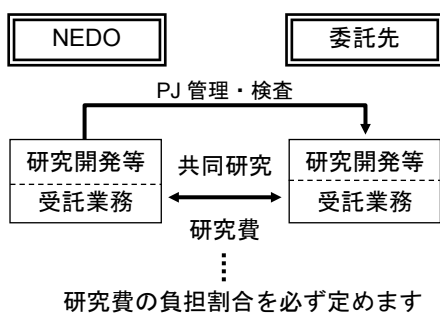 NEDO 委託先
PJ 管理・検査
研究開発等 共同研究 研究開発等
受託業務 受託業務
研究費
研究費の負担割合を必ず定めます